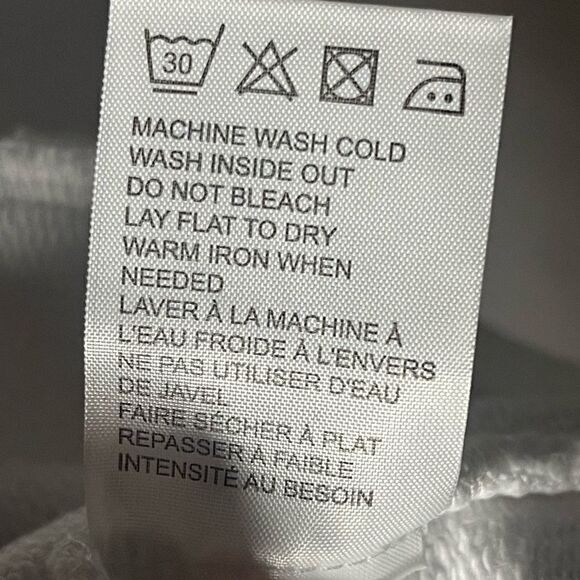 30
MACHINE WASH COLD
WASH INSIDE OUT
DO NOT BLEACH
LAY FLAT TO DRY
WARM IRON WHEN
NEEDED
LAVER À LA MACHINE À
L'EAU FROIDE À L'ENVERS
NE PAS UTILISER D'EAU
DE JAVEL
FAIRE SÉCHER À PLAT
REPASSER À FAIBLE
INTENSITÉ AU BESOIN